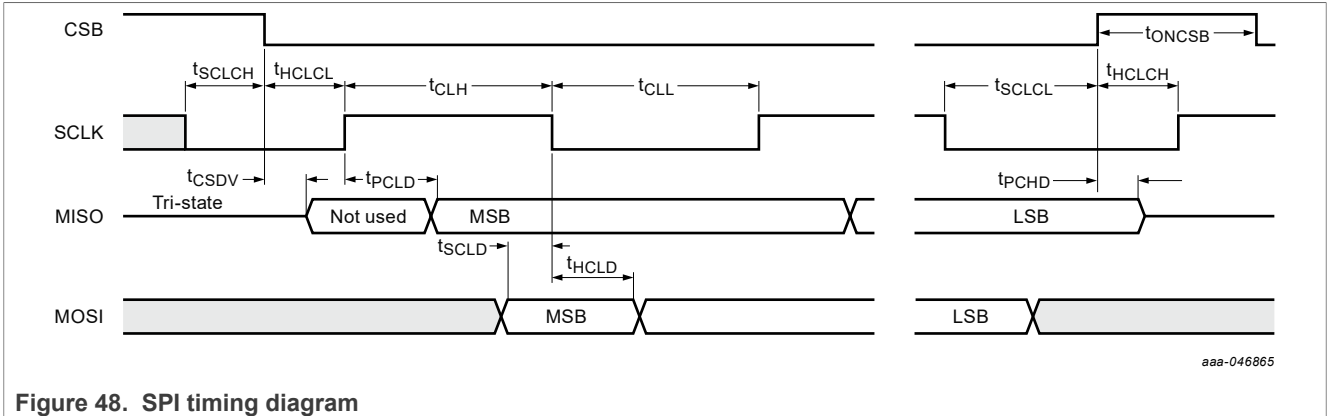 CSB
tONCSB
tSCLCH
tHCLCL
tCLH
tCLL
tSCLCL
tHCLCH
SCLK
tCSDV
tPCLD
tPCHD
Tri-state
MISO
Not used
MSB
LSB
tSCLD
tHCLD
MOSI
MSB
LSB
aaa-046865
Figure 48. SPI timing diagram